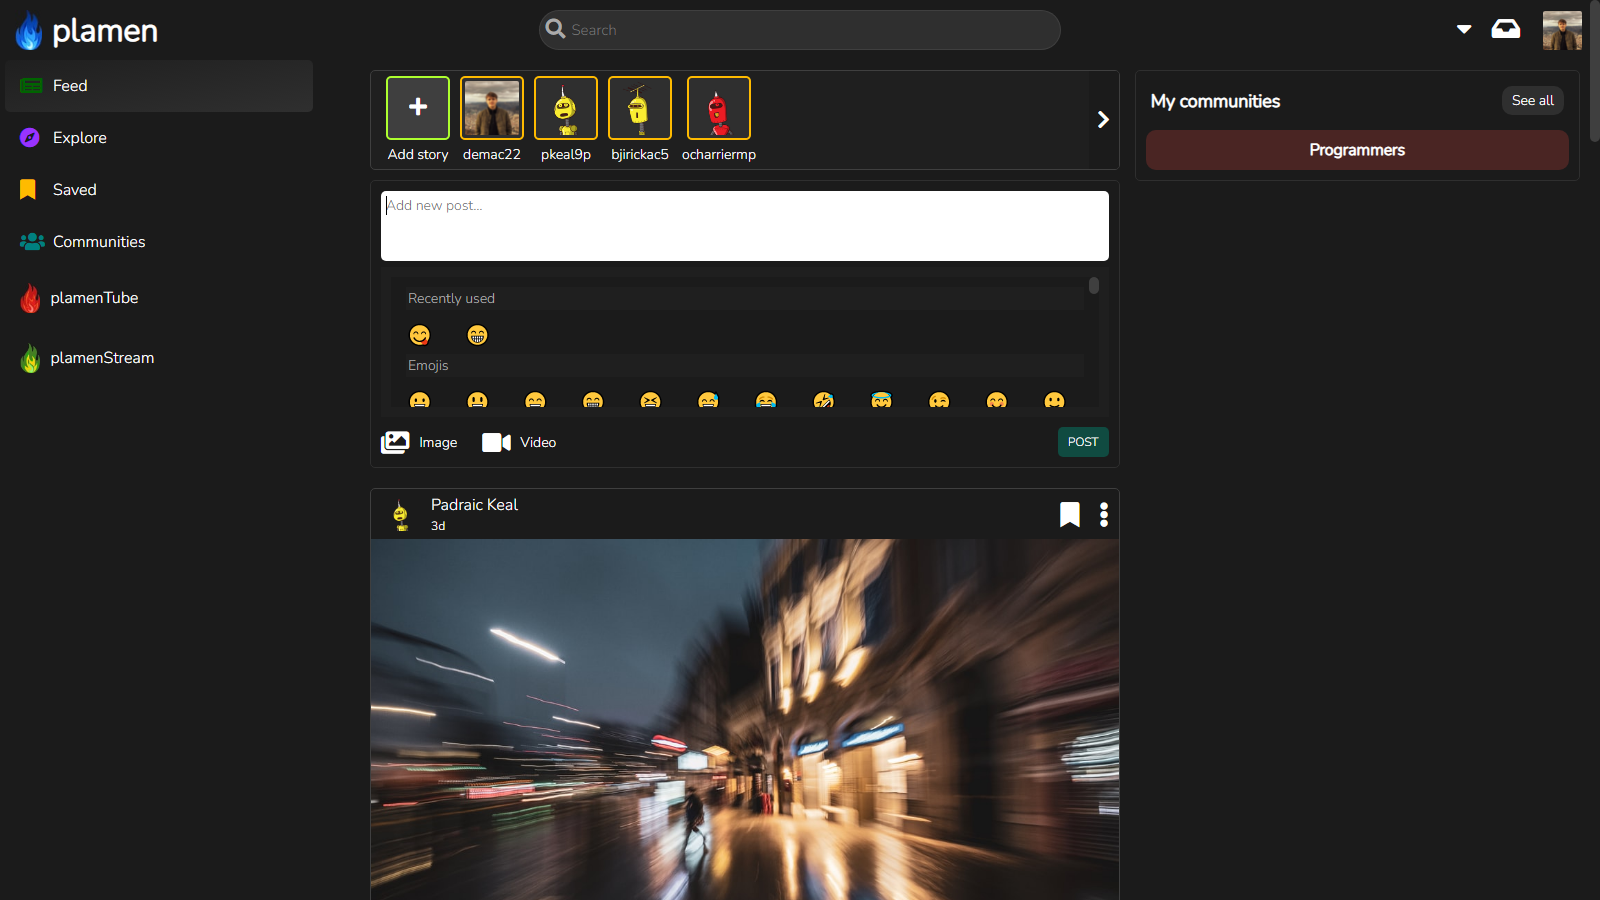 plamen
Search
Feed
Explore
Saved
Communities
plamenTube
plamenStream
Add story
demac22
pkeal9p
bjirickac5
ocharriermp
Add new post...
Recently used
Emojis
Image
Video
POST
Padraic Keal
3d
My communities
See all
Programmers